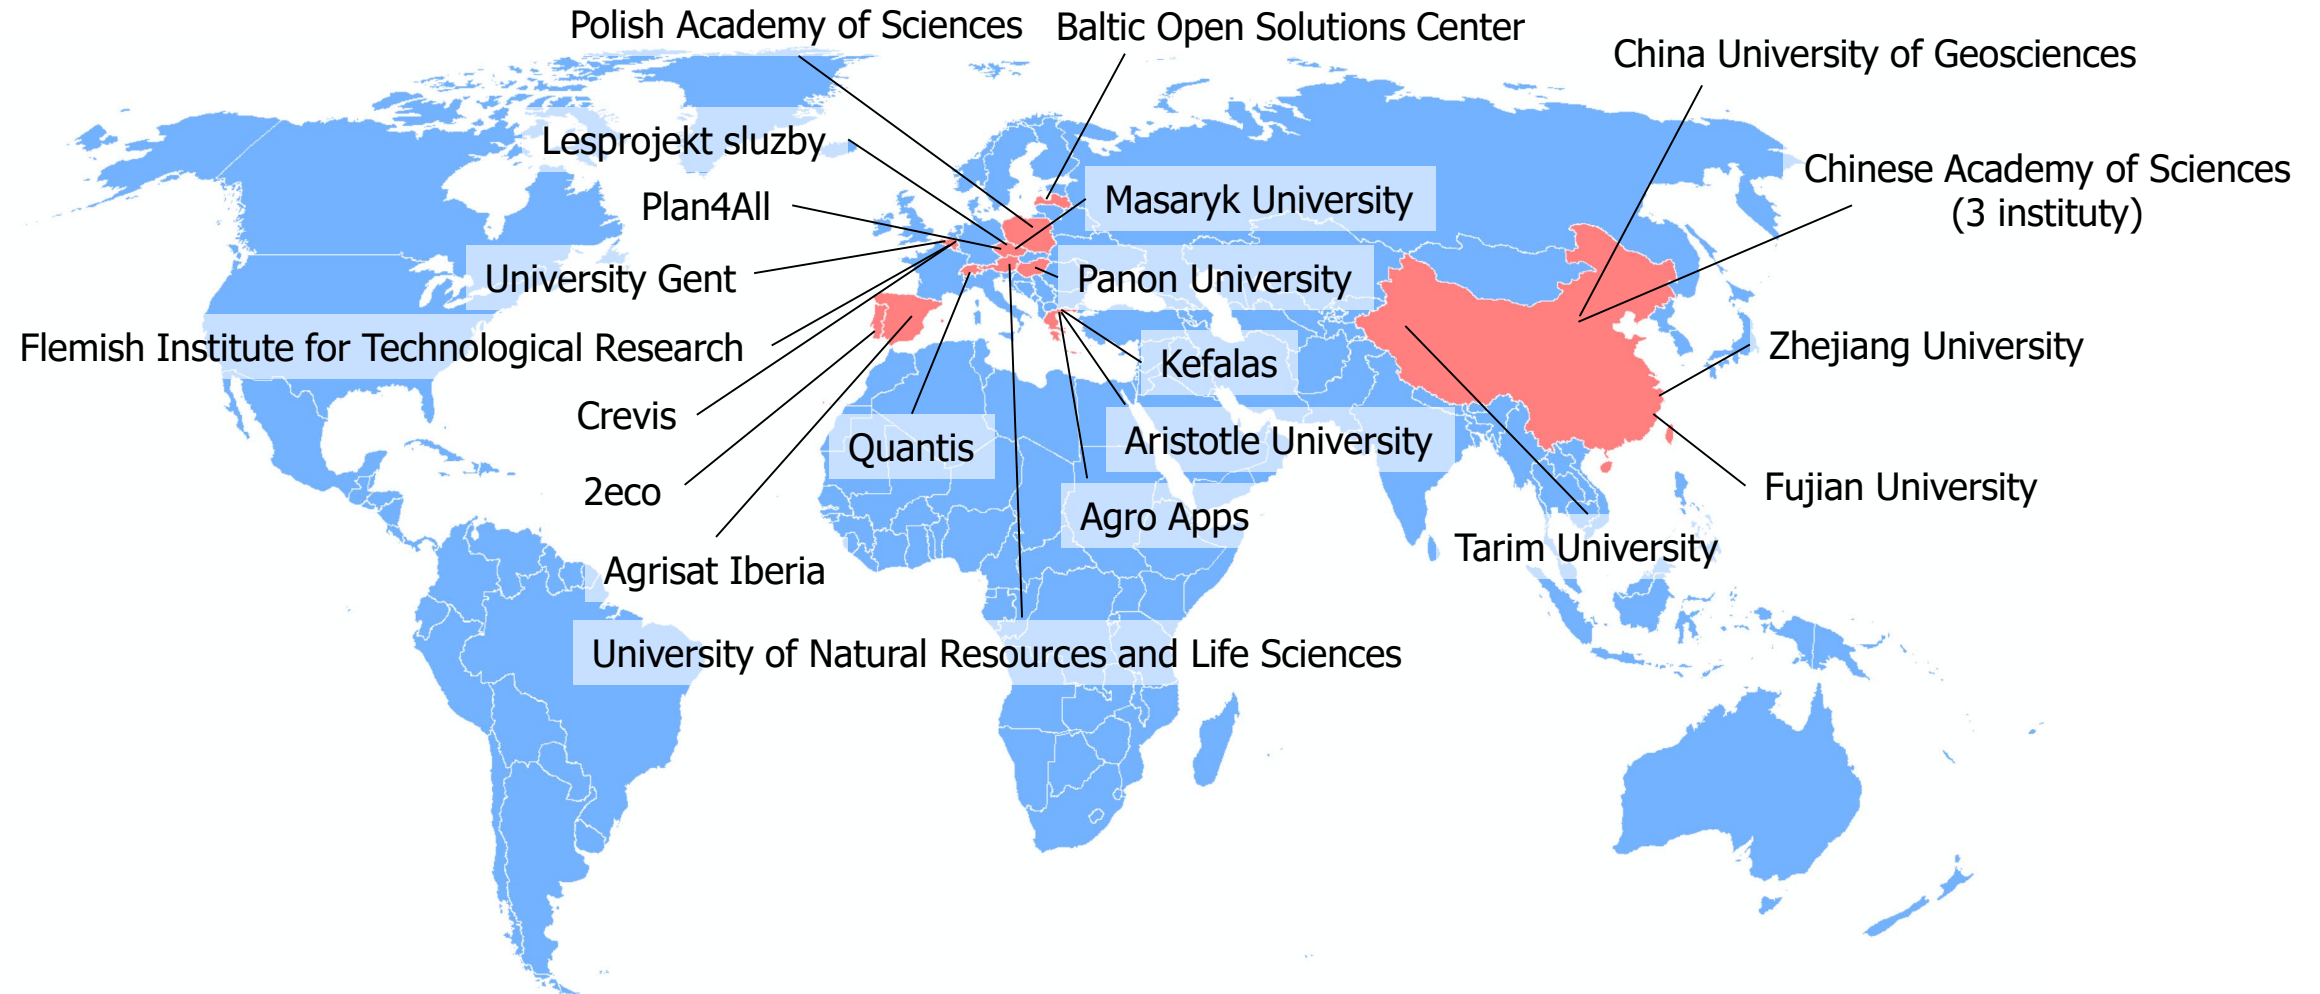 Polish Academy of Sciences
Baltic Open Solutions Center
China University of Geosciences
Lesprojekt sluzby
Chinese Academy of Sciences
(3 instituty)
Plan4All
Masaryk University
University Gent
Panon University
Flemish Institute for Technological Research
Kefalas
Zhejiang University
Crevis
Quantis
Aristotle University
2eco
Agro Apps
Fujian University
Agrisat Iberia
Tarim University
University of Natural Resources and Life Sciences